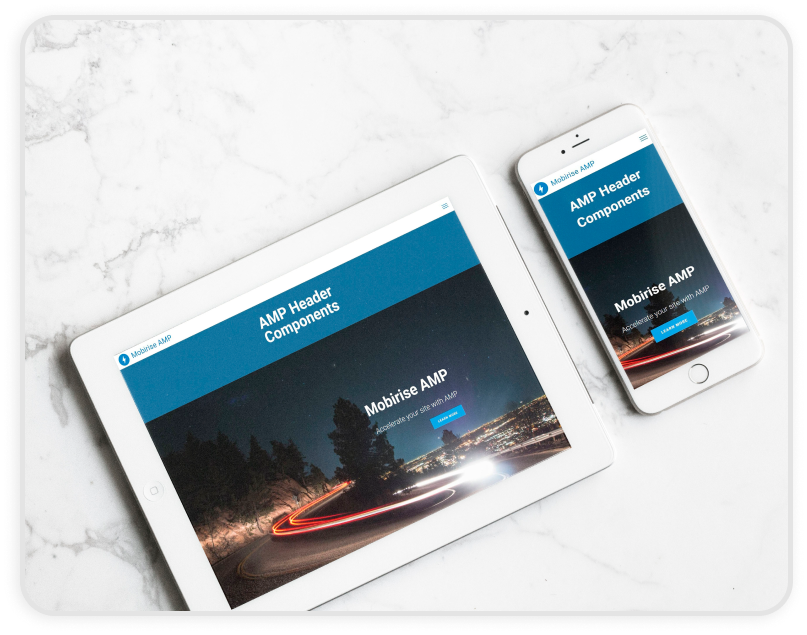 Mobirise AMP
AMP Header
Components
Mobirise AMP
Accelerate your site with AMP
LEARN MORE
Mobirise AMP
AMP Header
Components
Mobirise AMP
Accelerate your site with AMP
LEARN MORE